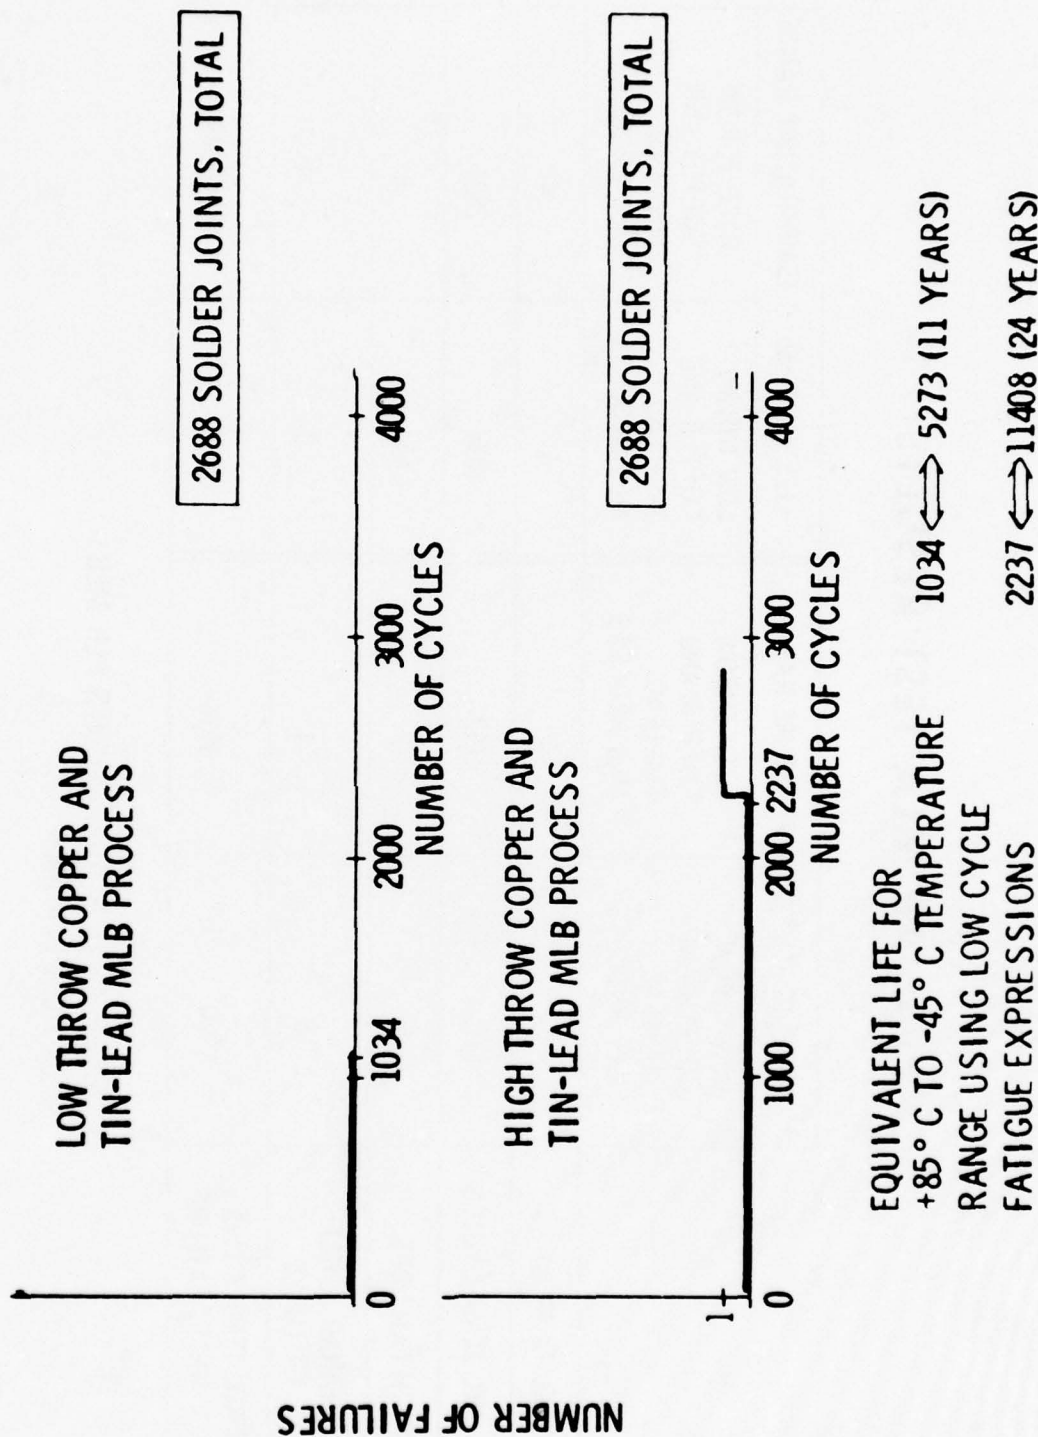 NUMBER OF FAILURES
LOW THROW COPPER AND
TIN-LEAD MLB PROCESS
2688 SOLDER JOINTS, TOTAL
0
1000
1034
2000
3000
4000
NUMBER OF CYCLES
HIGH THROW COPPER AND
TIN-LEAD MLB PROCESS
2688 SOLDER JOINTS, TOTAL
1
0
1000
2000
2237
3000
4000
NUMBER OF CYCLES
EQUIVALENT LIFE FOR
+85° C TO -45° C TEMPERATURE
RANGE USING LOW CYCLE
FATIGUE EXPRESSIONS
1034 ⟺ 5273 (11 YEARS)
2237 ⟺ 11408 (24 YEARS)